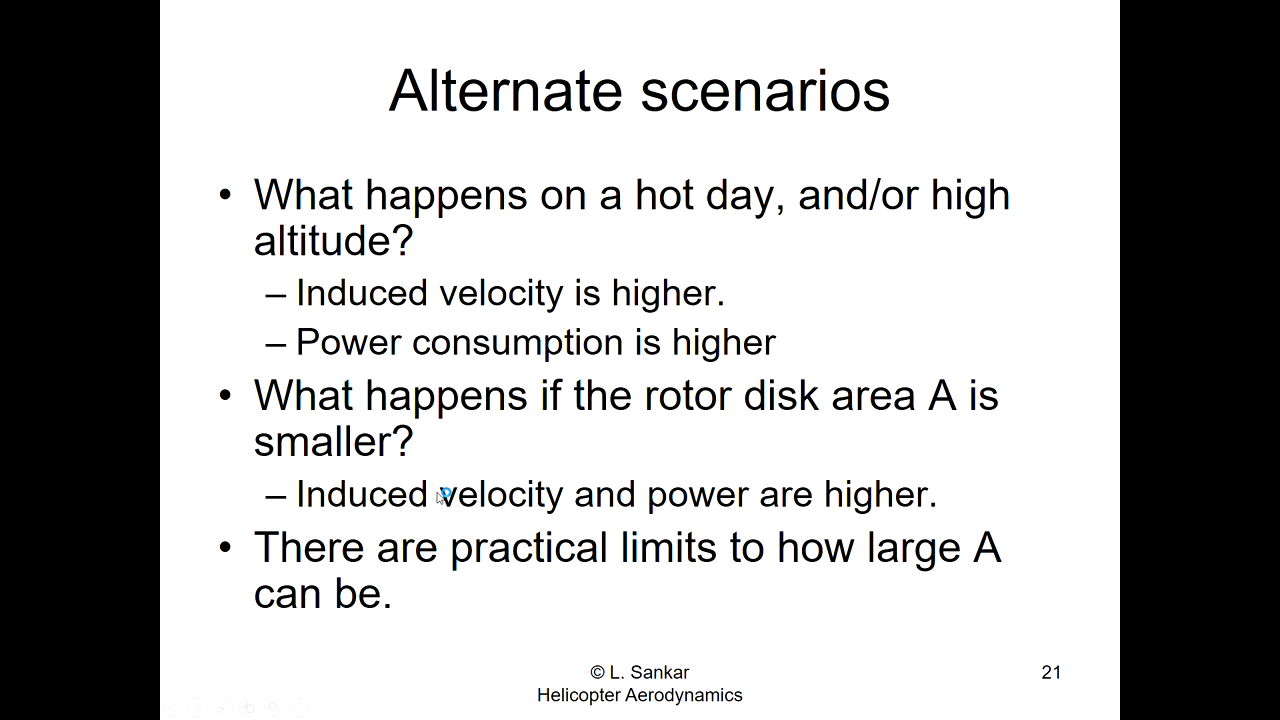 Alternate scenarios
• What happens on a hot day, and/or high
altitude?
– Induced velocity is higher.
– Power consumption is higher
• What happens if the rotor disk area A is
smaller?
– Induced velocity and power are higher.
• There are practical limits to how large A
can be.
© L. Sankar
Helicopter Aerodynamics
21